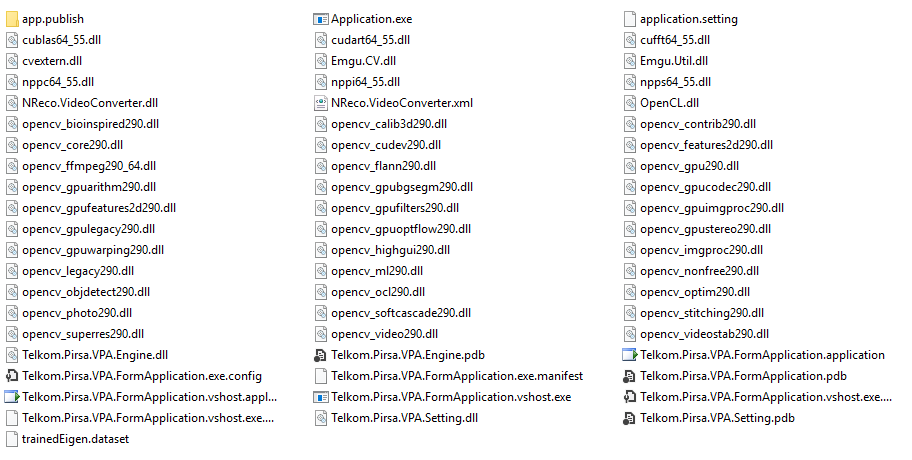 app.publish Application.exe application.setting
cublas64_55.dll cudart64_55.dll cufft64_55.dll
cvextern.dll Emgu.CV.dll Emgu.Util.dll
nppc64_55.dll nppi64_55.dll npps64_55.dll
NReco.VideoConverter.dll NReco.VideoConverter.xml OpenCL.dll
opencv_bioinspired290.dll opencv_calib3d290.dll opencv_contrib290.dll
opencv_core290.dll opencv_cudev290.dll opencv_features2d290.dll
opencv_ffmpeg290_64.dll opencv_flann290.dll opencv_gpu290.dll
opencv_gpuarithm290.dll opencv_gpubgsegm290.dll opencv_gpucodec290.dll
opencv_gpufeatures2d290.dll opencv_gpufilters290.dll opencv_gpuimgproc290.dll
opencv_gpulegacy290.dll opencv_gpuoptflow290.dll opencv_gpustereo290.dll
opencv_gpuwarping290.dll opencv_highgui290.dll opencv_imgproc290.dll
opencv_legacy290.dll opencv_ml290.dll opencv_nonfree290.dll
opencv_objdetect290.dll opencv_ocl290.dll opencv_optim290.dll
opencv_photo290.dll opencv_softcascade290.dll opencv_stitching290.dll
opencv_superres290.dll opencv_video290.dll opencv_videostab290.dll
Telkom.Pirsa.VPA.Engine.dll Telkom.Pirsa.VPA.Engine.pdb Telkom.Pirsa.VPA.FormApplication.application
Telkom.Pirsa.VPA.FormApplication.exe.config Telkom.Pirsa.VPA.FormApplication.exe.manifest Telkom.Pirsa.VPA.FormApplication.pdb
Telkom.Pirsa.VPA.FormApplication.vshost.appl... Telkom.Pirsa.VPA.FormApplication.vshost.exe Telkom.Pirsa.VPA.FormApplication.vshost.exe....
Telkom.Pirsa.VPA.FormApplication.vshost.exe.... Telkom.Pirsa.VPA.Setting.dll Telkom.Pirsa.VPA.Setting.pdb
trainedEigen.dataset